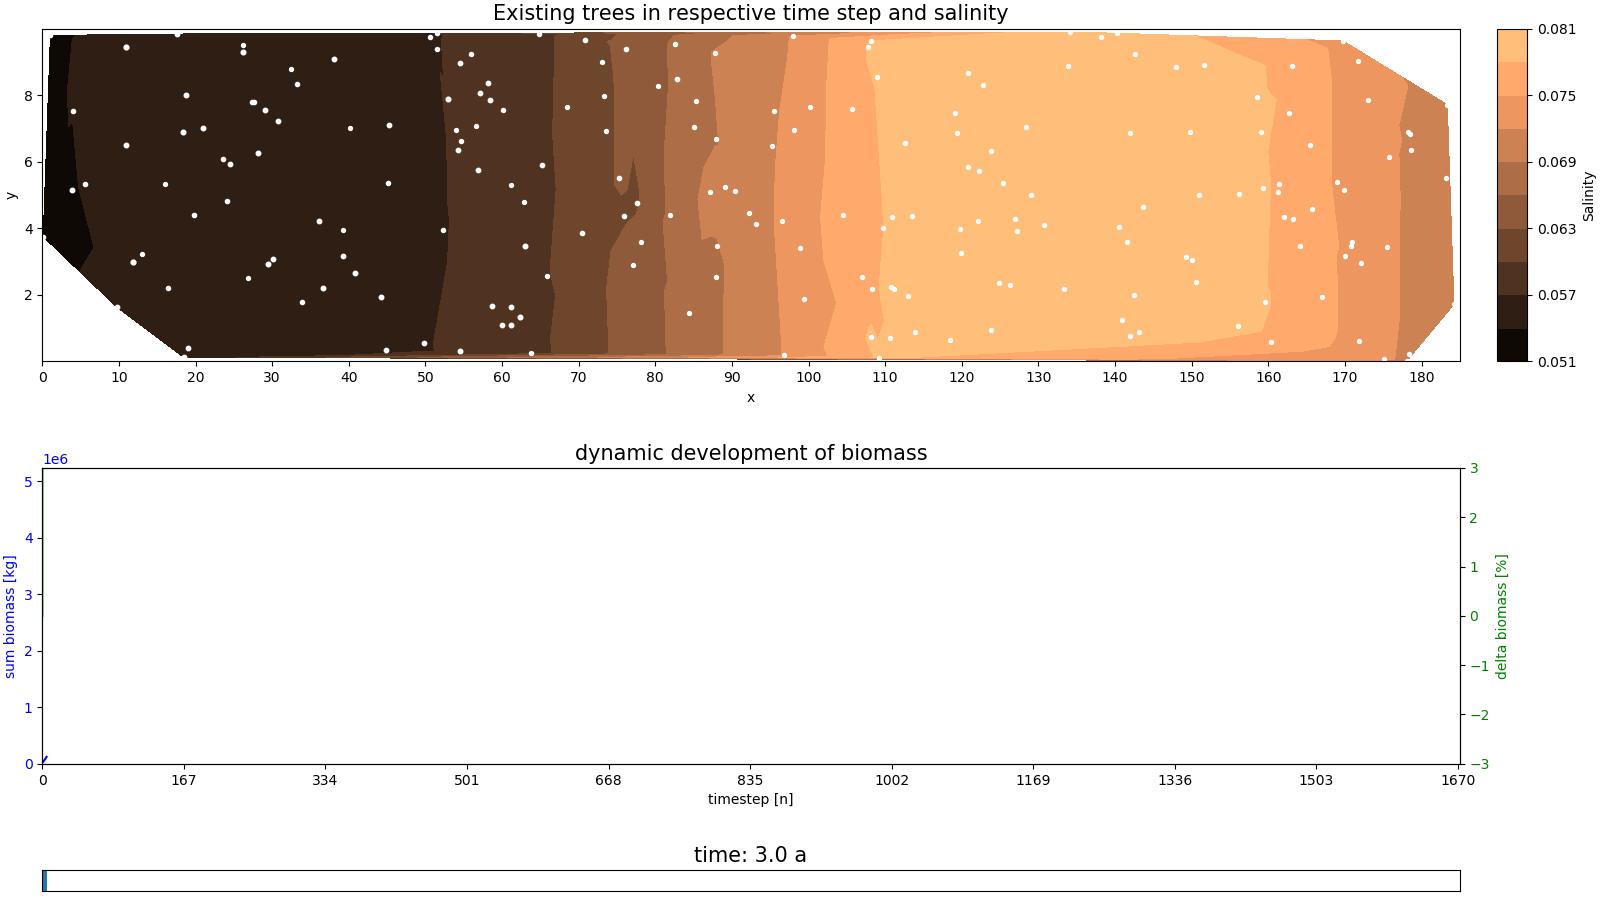 Existing trees in respective time step and salinity
y
8
6
4
2
0 10 20 30 40 50 60 70 80 90 100 110 120 130 140 150 160 170 180
x
0.081
0.075
0.069
0.063
0.057
0.051
Salinity
dynamic development of biomass
1e6
sum biomass [kg]
5
4
3
2
1
0
3
2
1
0
−1
−2
−3
delta biomass [%]
0 167 334 501 668 835 1002 1169 1336 1503 1670
timestep [n]
time: 3.0 a